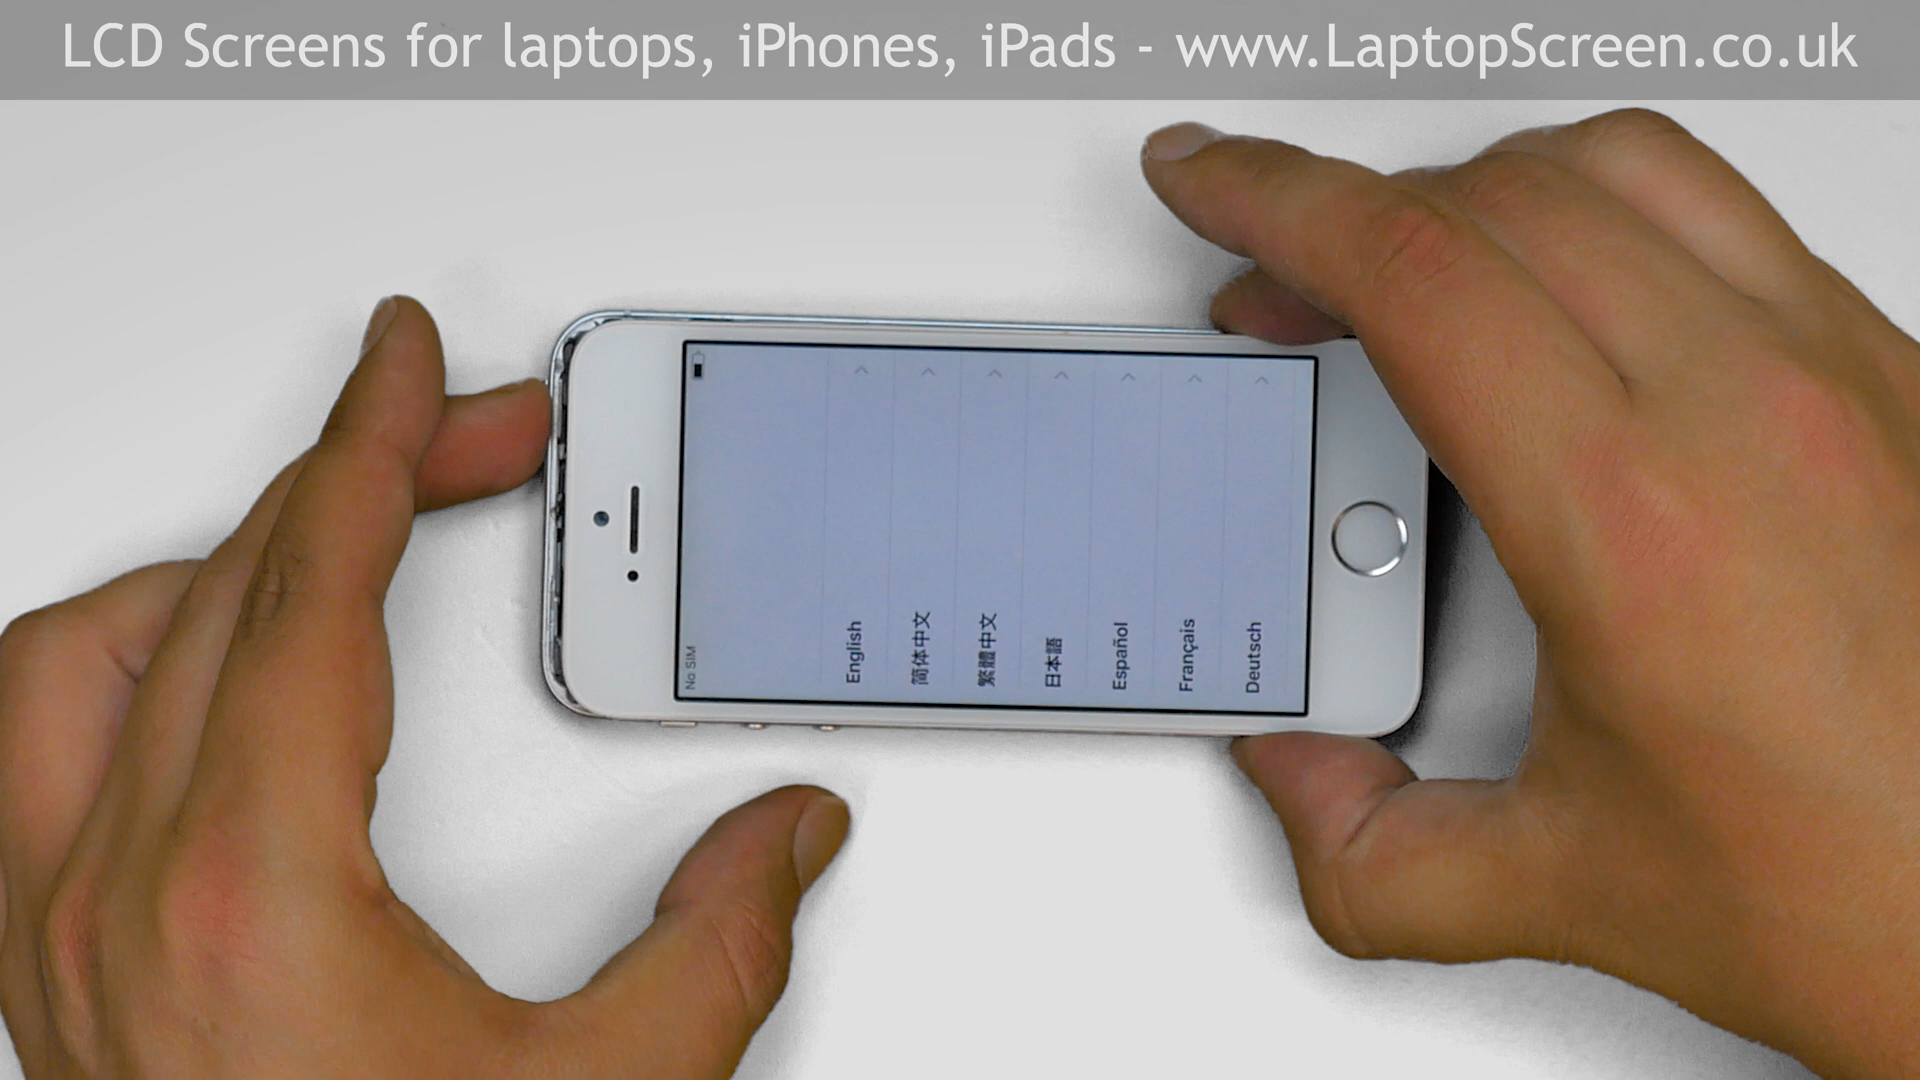 LCD Screens for laptops, iPhones, iPads - www.LaptopScreen.co.uk
No SIM
English
简体中文
繁體中文
日本語
Español
Français
Deutsch